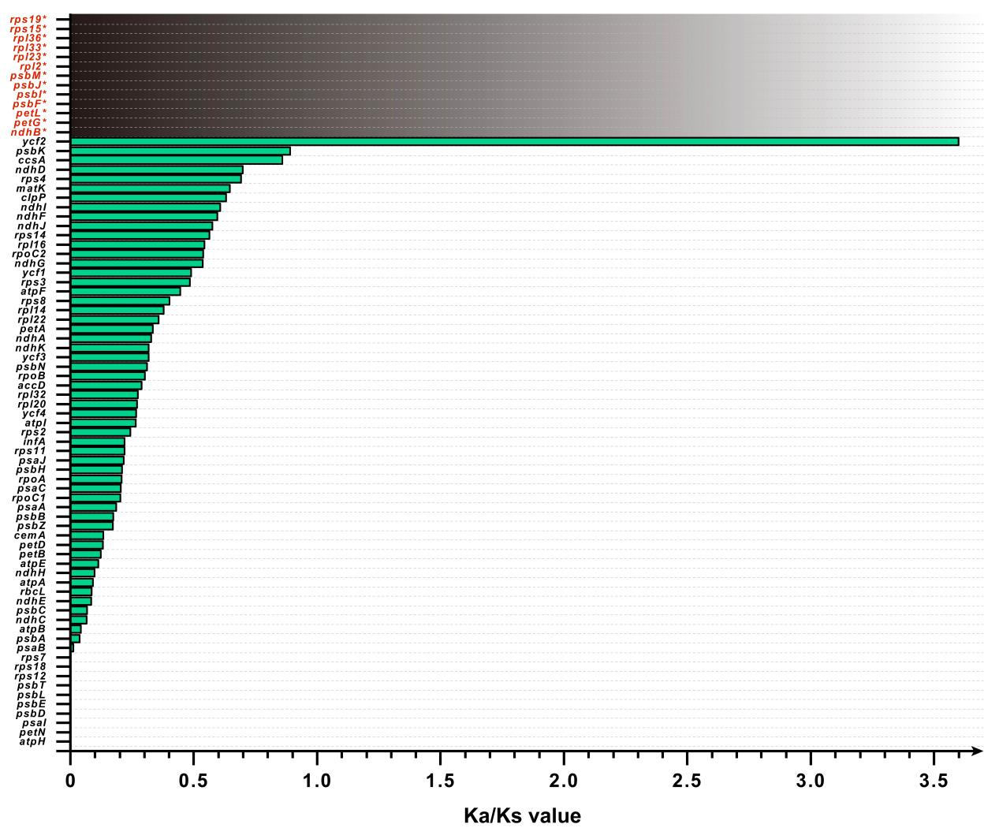 rps19*
rps15*
rpl36*
rpl33*
rpl23*
rpl2*
psbM*
psbJ*
psbI*
psbF*
petL*
petG*
ndhB*
ycf2
psbK
ccsA
ndhD
rps4
matK
clpP
ndhI
ndhF
ndhJ
rps14
rpl16
rpoC2
ndhG
ycf1
rps3
atpF
rps8
rpl14
rpl22
petA
ndhA
ndhK
ycf3
psbN
rpoB
accD
rpl32
rpl20
ycf4
atpI
rps2
infA
rps11
psaJ
psbH
rpoA
psaC
rpoC1
psaA
psbB
psbZ
cemA
petD
petB
atpE
ndhH
atpA
rbcL
ndhE
psbC
ndhC
atpB
psbA
psaB
rps7
rps18
rps12
psbT
psbL
psbE
psbD
psaI
petN
atpH
0 0.5 1.0 1.5 2.0 2.5 3.0 3.5
Ka/Ks value